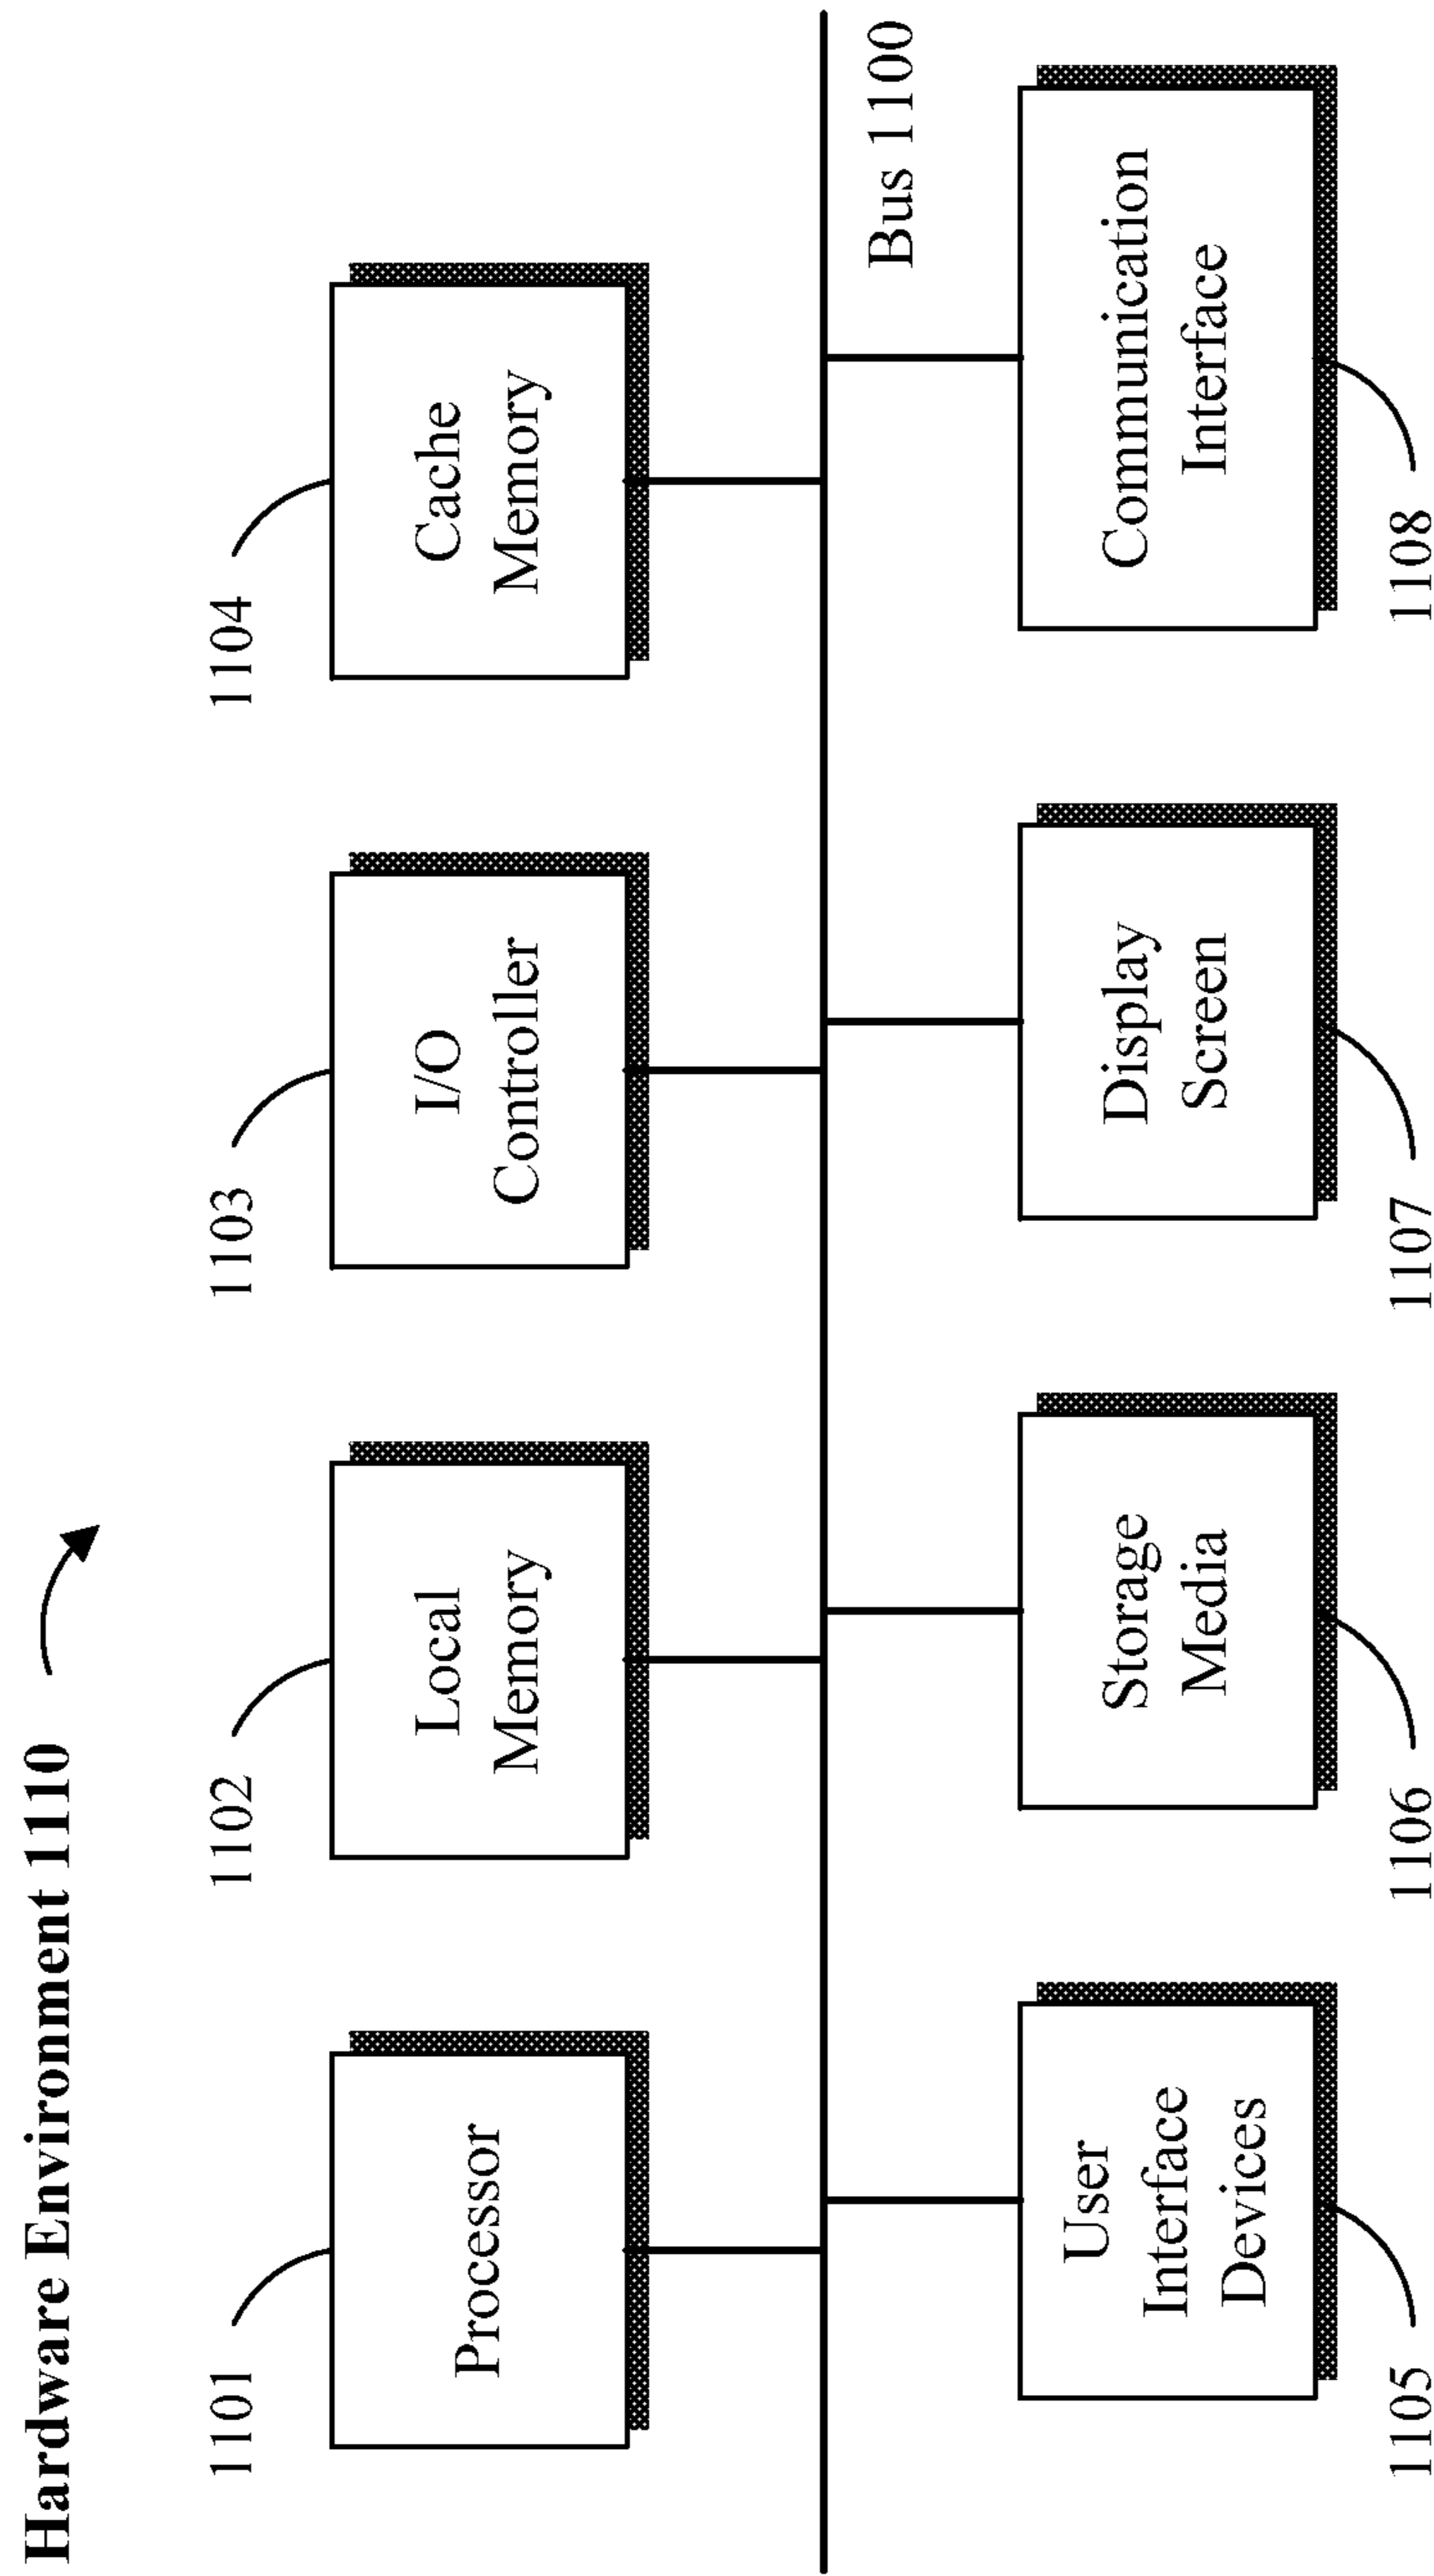 Hardware Environment 1110
1101
1102
1103
1104
Processor
Local
Memory
I/O
Controller
Cache
Memory
Bus 1100
User
Interface
Devices
Storage
Media
Display
Screen
Communication
Interface
1105
1106
1107
1108